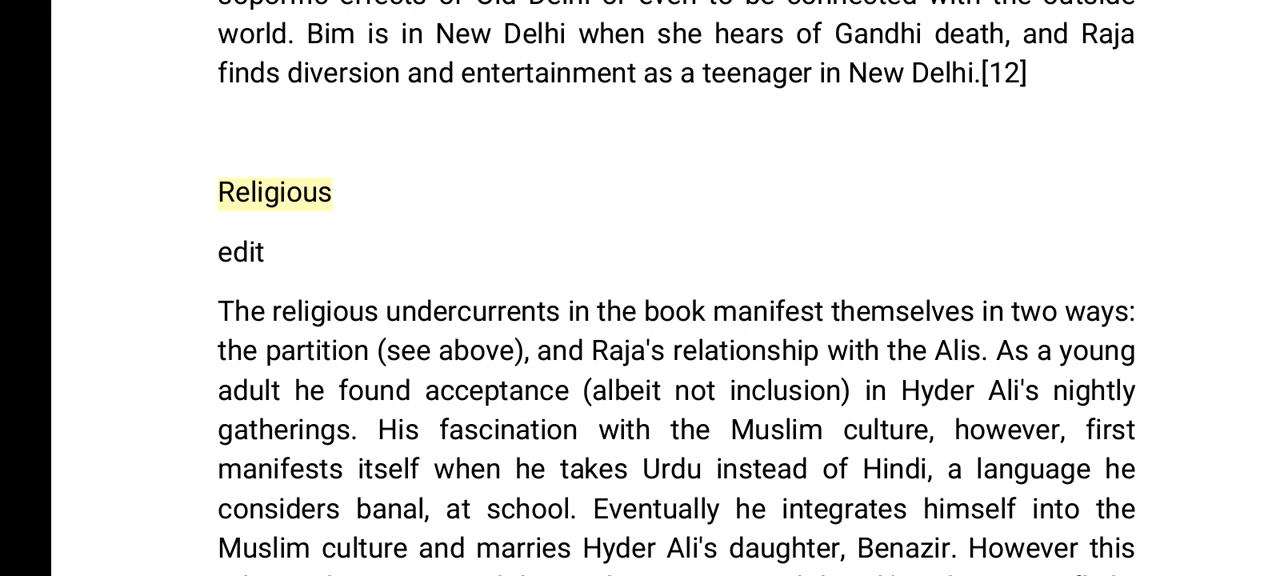 world. Bim is in New Delhi when she hears of Gandhi death, and Raja
finds diversion and entertainment as a teenager in New Delhi.[12]
Religious
edit
The religious undercurrents in the book manifest themselves in two ways:
the partition (see above), and Raja's relationship with the Alis. As a young
adult he found acceptance (albeit not inclusion) in Hyder Ali's nightly
gatherings. His fascination with the Muslim culture, however, first
manifests itself when he takes Urdu instead of Hindi, a language he
considers banal, at school. Eventually he integrates himself into the
Muslim culture and marries Hyder Ali's daughter, Benazir. However this